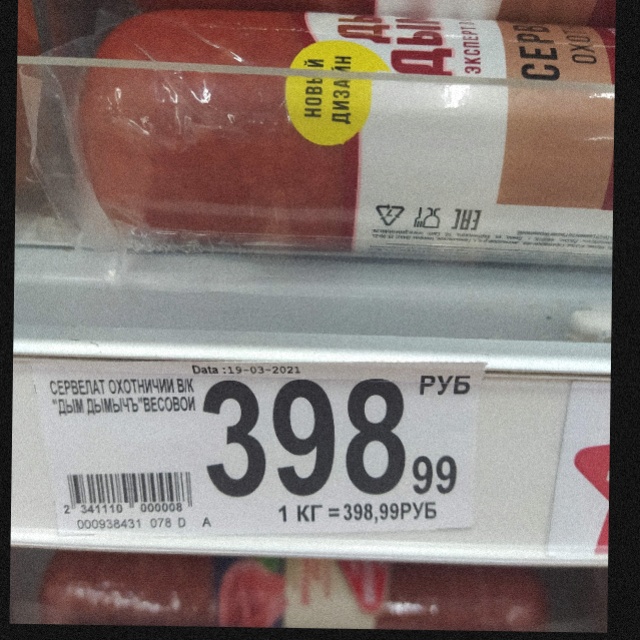 ДЫМ
ДЫМ
ЭКСПЕРТ
СЕРВ
ОХОТ
НОВЫЙ
ДИЗАЙН
Data :19-03-2021
СЕРВЕЛАТ ОХОТНИЧИИ В/К
"ДЫМ ДЫМЫЧЪ"ВЕСОВОИ
РУБ
398 99
2 341110 000008
1 КГ =398,99РУБ
000938431 078 D A